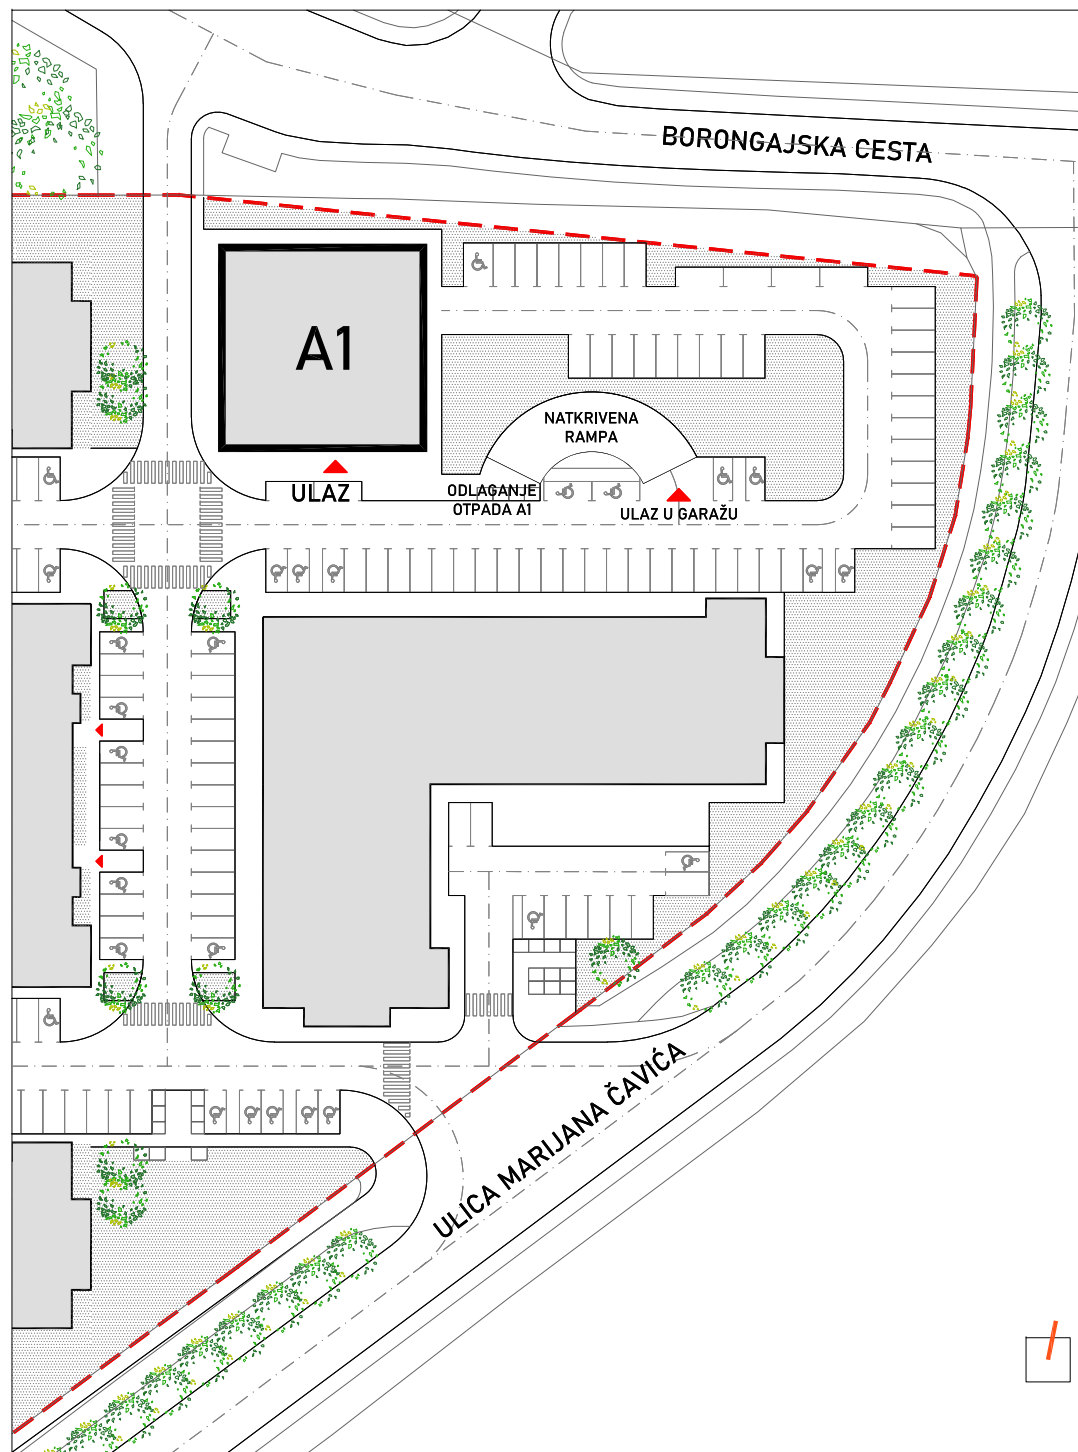 BORONGAJSKA CESTA
A1
NATKRIVENA
RAMPA
ULAZ
ODLAGANJE
OTPADA A1
ULAZ U GARAŽU
ULICA MARIJANA ČAVIĆA